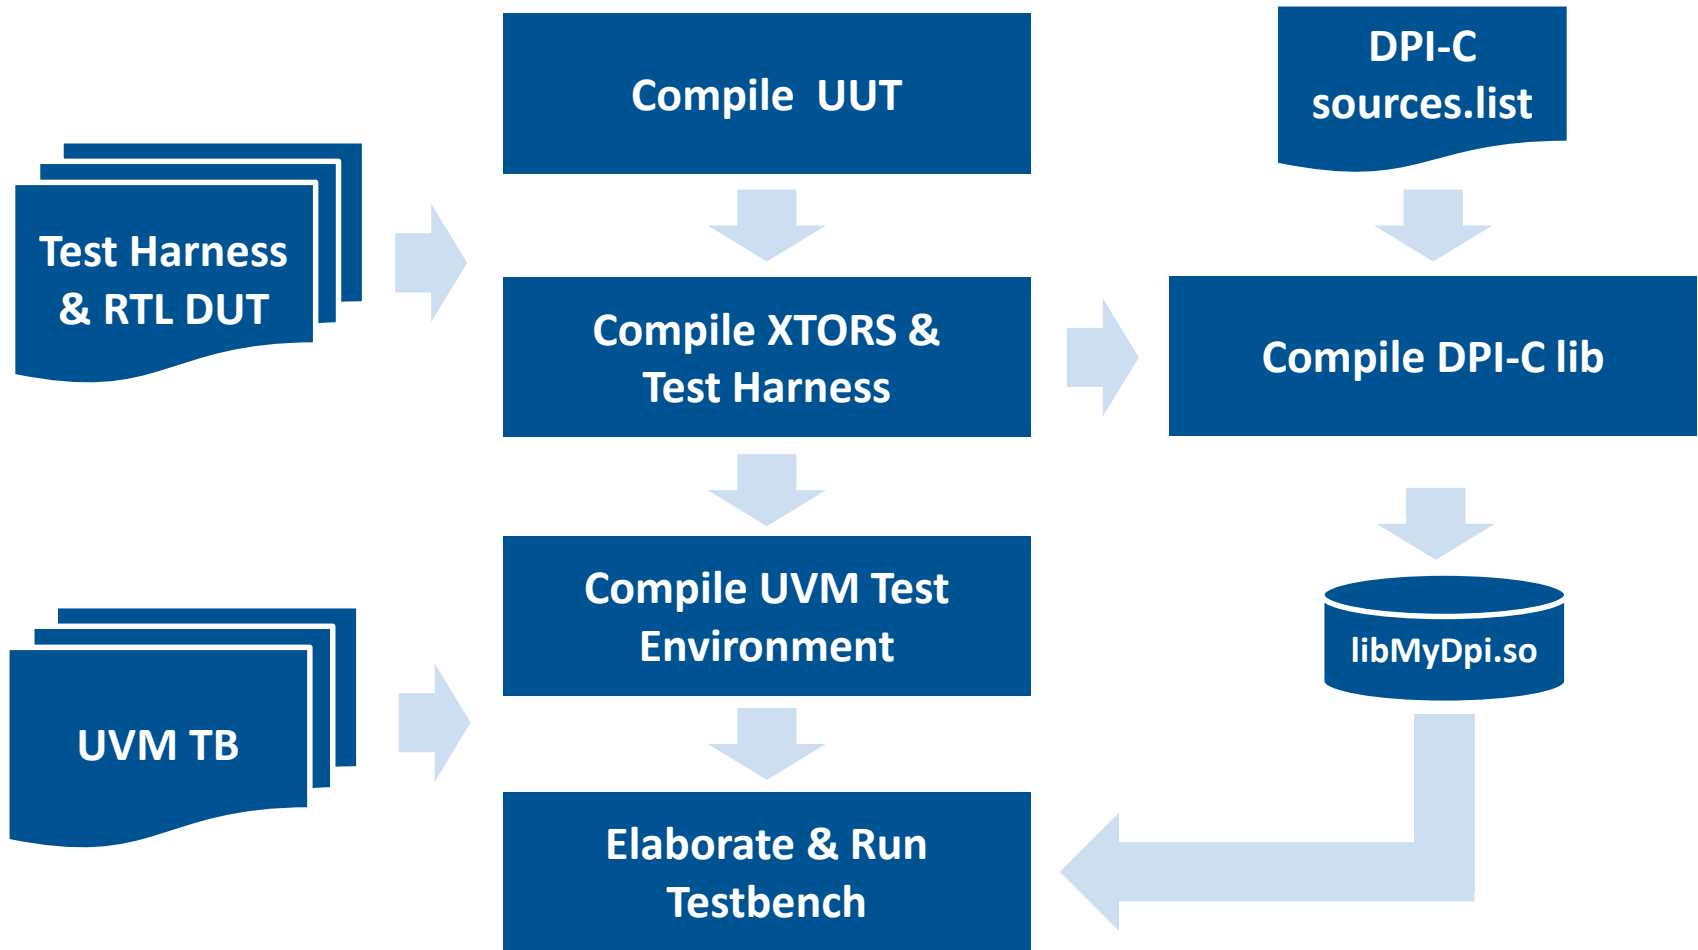 Compile  UUT
DPI-C
sources.list
Test Harness
& RTL DUT
Compile XTORS &
Test Harness
Compile DPI-C lib
Compile UVM Test
Environment
libMyDpi.so
UVM TB
Elaborate & Run
Testbench